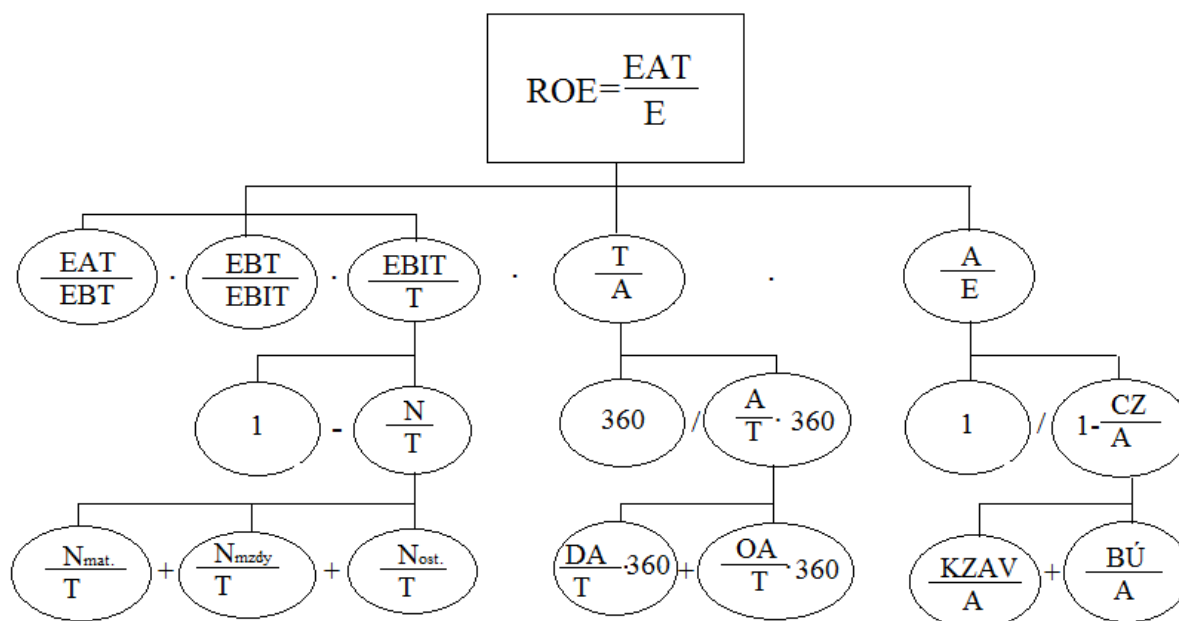 ROE=EAT/E
EAT/EBT · EBT/EBIT · EBIT/T · T/A · A/E
1 - N/T 360 / A/T · 360 1 / 1-CZ/A
Nmat./T + Nmzdy/T + Nost./T DA/T ·360 + OA/T · 360 KZAV/A + BÚ/A